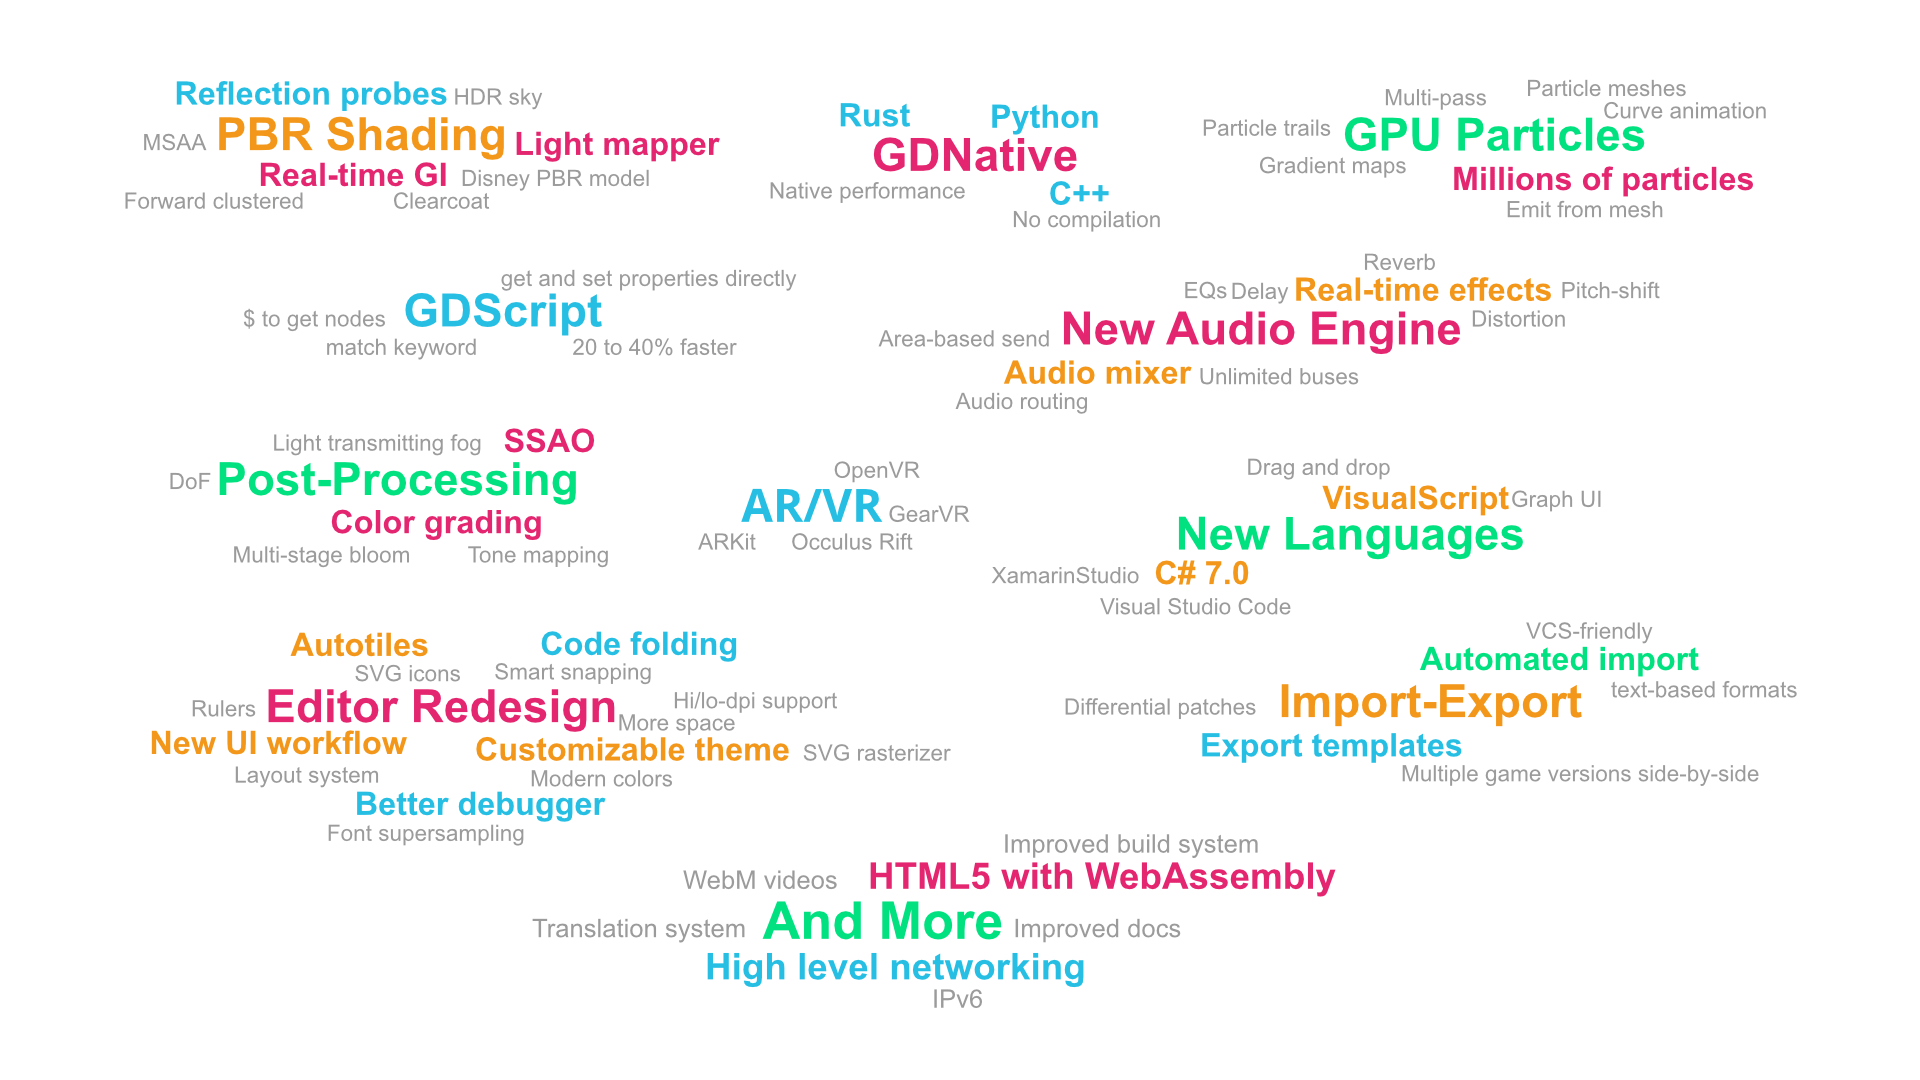 Reflection probes HDR sky
MSAA PBR Shading Light mapper
Real-time GI Disney PBR model
Forward clustered Clearcoat
Rust Python
GDNative
Native performance C++
No compilation
Particle meshes
Multi-pass Curve animation
Particle trails GPU Particles
Gradient maps Millions of particles
Emit from mesh
get and set properties directly
$ to get nodes GDScript
match keyword 20 to 40% faster
Reverb
EQs Delay Real-time effects Pitch-shift
Area-based send New Audio Engine Distortion
Audio mixer Unlimited buses
Audio routing
Light transmitting fog SSAO
DoF Post-Processing
Color grading
Multi-stage bloom Tone mapping
OpenVR
AR/VR GearVR
ARKit Occulus Rift
Drag and drop
VisualScript Graph UI
New Languages
XamarinStudio C# 7.0
Visual Studio Code
Autotiles Code folding
SVG icons Smart snapping
Rulers Editor Redesign Hi/lo-dpi support
More space
New UI workflow Customizable theme SVG rasterizer
Layout system Modern colors
Better debugger
Font supersampling
VCS-friendly
Automated import
Differential patches Import-Export text-based formats
Export templates
Multiple game versions side-by-side
Improved build system
WebM videos HTML5 with WebAssembly
Translation system And More Improved docs
High level networking
IPv6